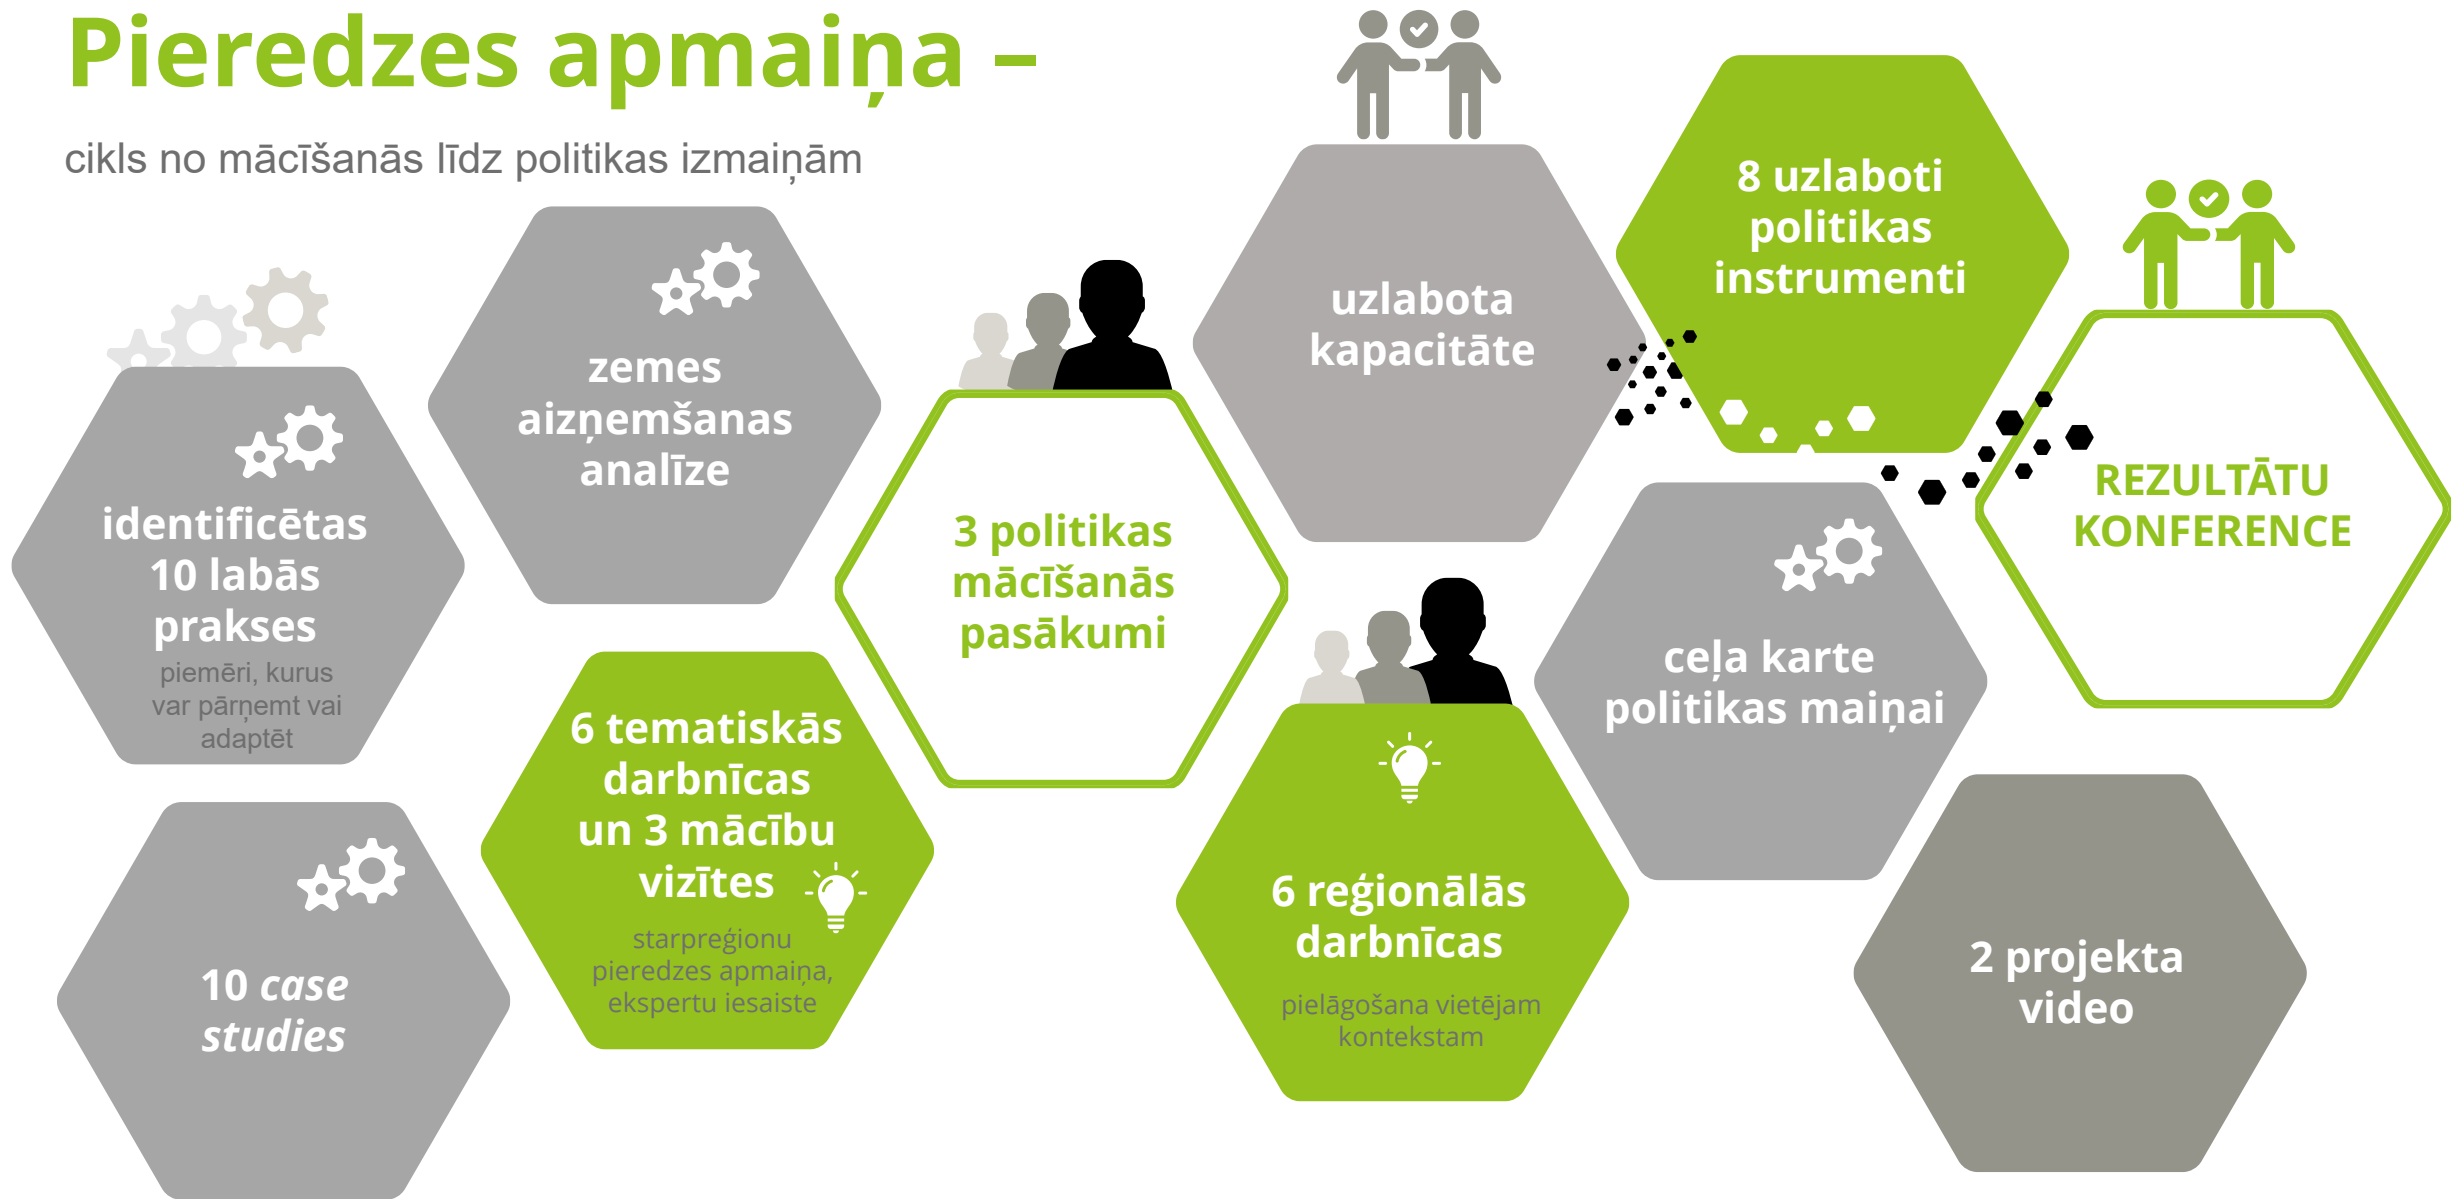 Pieredzes apmaiņa –
cikls no mācīšanās līdz politikas izmaiņām
identificētas
10 labās
prakses
piemēri, kurus
var pārņemt vai
adaptēt
zemes
aizņemšanas
analīze
10 case
studies
6 tematiskās
darbnīcas
un 3 mācību
vizītes
starpreģionu
pieredzes apmaiņa,
ekspertu iesaiste
3 politikas
mācīšanās
pasākumi
uzlabota
kapacitāte
6 reģionālās
darbnīcas
pielāgošana vietējam
kontekstam
8 uzlaboti
politikas
instrumenti
ceļa karte
politikas maiņai
REZULTĀTU
KONFERENCE
2 projekta
video